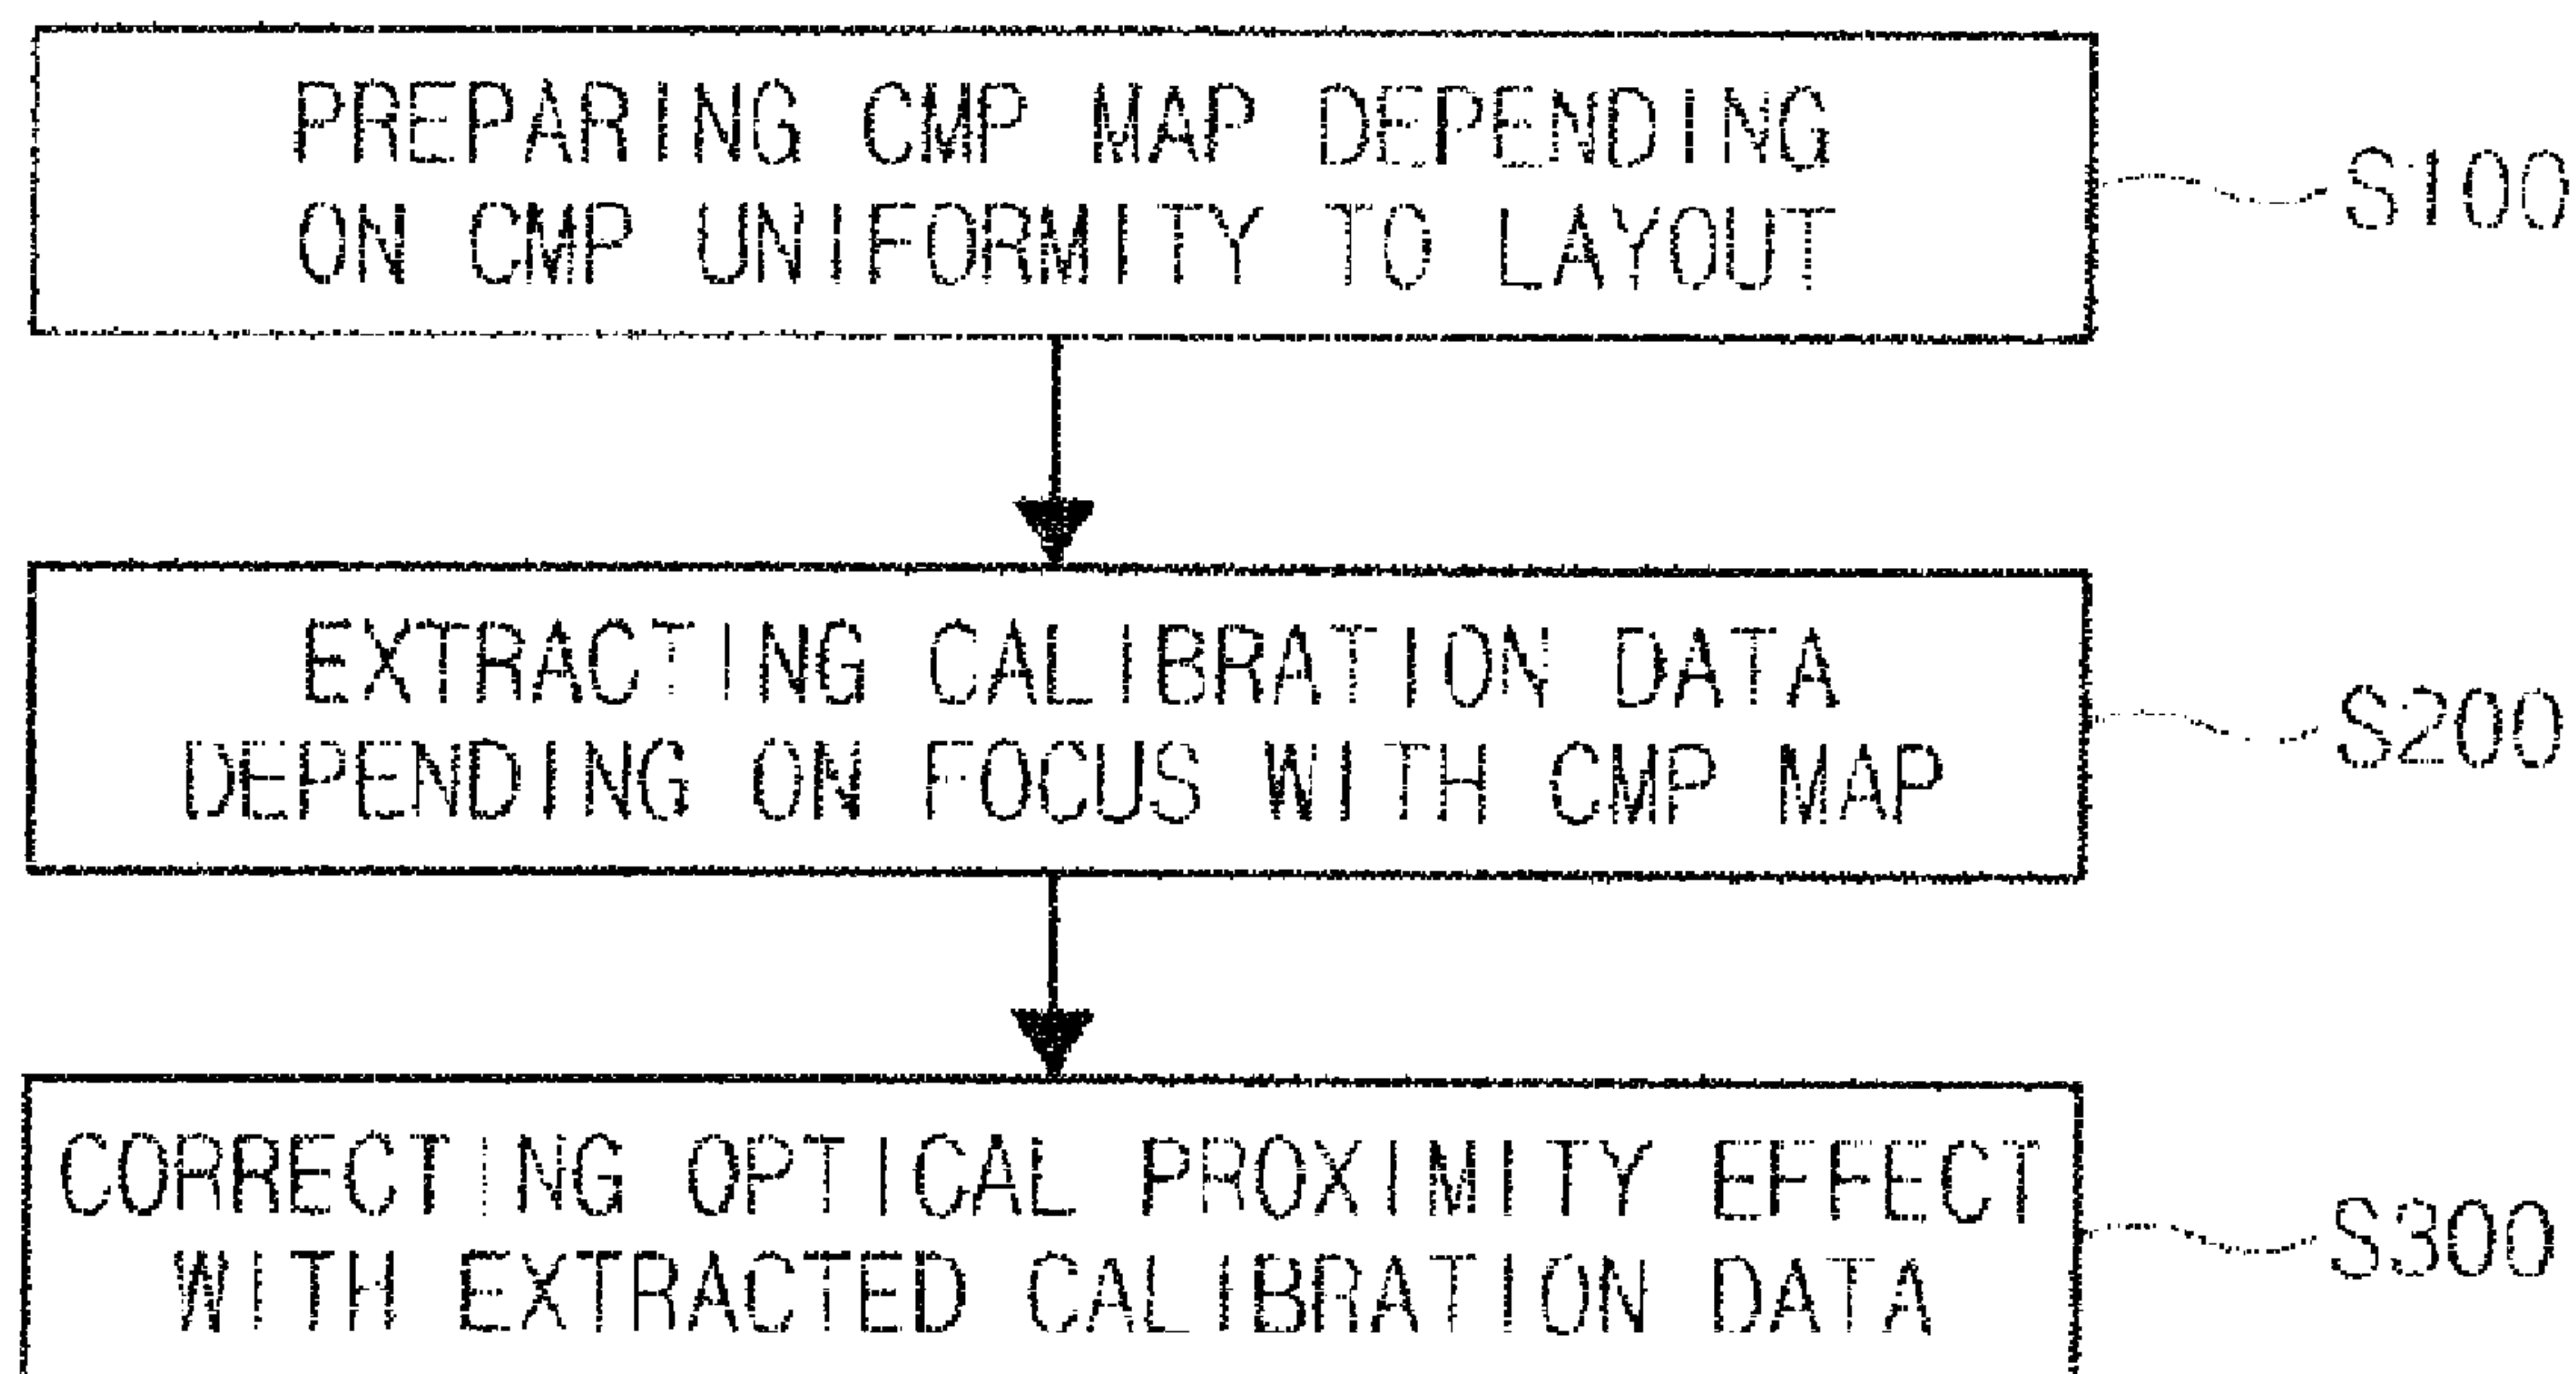 PREPARING CMP MAP DEPENDING
ON CMP UNIFORMITY TO LAYOUT
S100
EXTRACTING CALIBRATION DATA
DEPENDING ON FOCUS WITH CMP MAP
S200
CORRECTING OPTICAL PROXIMITY EFFECT
WITH EXTRACTED CALIBRATION DATA
S300